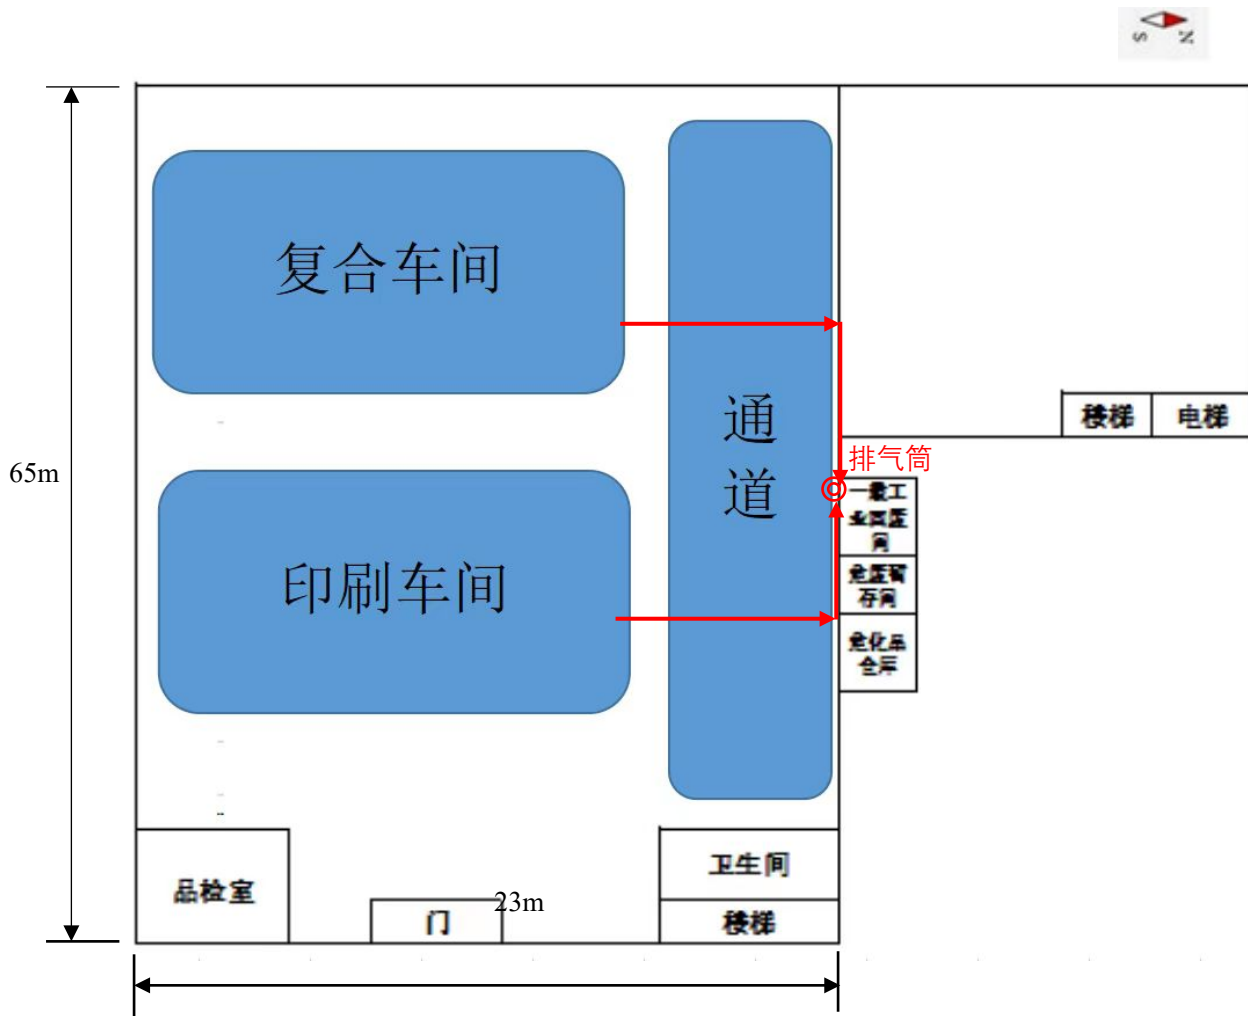 S N
复合车间
通
道
65m
楼梯
电梯
排气筒
一般工
业固废
间
危废暂
存间
印刷车间
危化品
仓库
品检室
门
23m
卫生间
楼梯